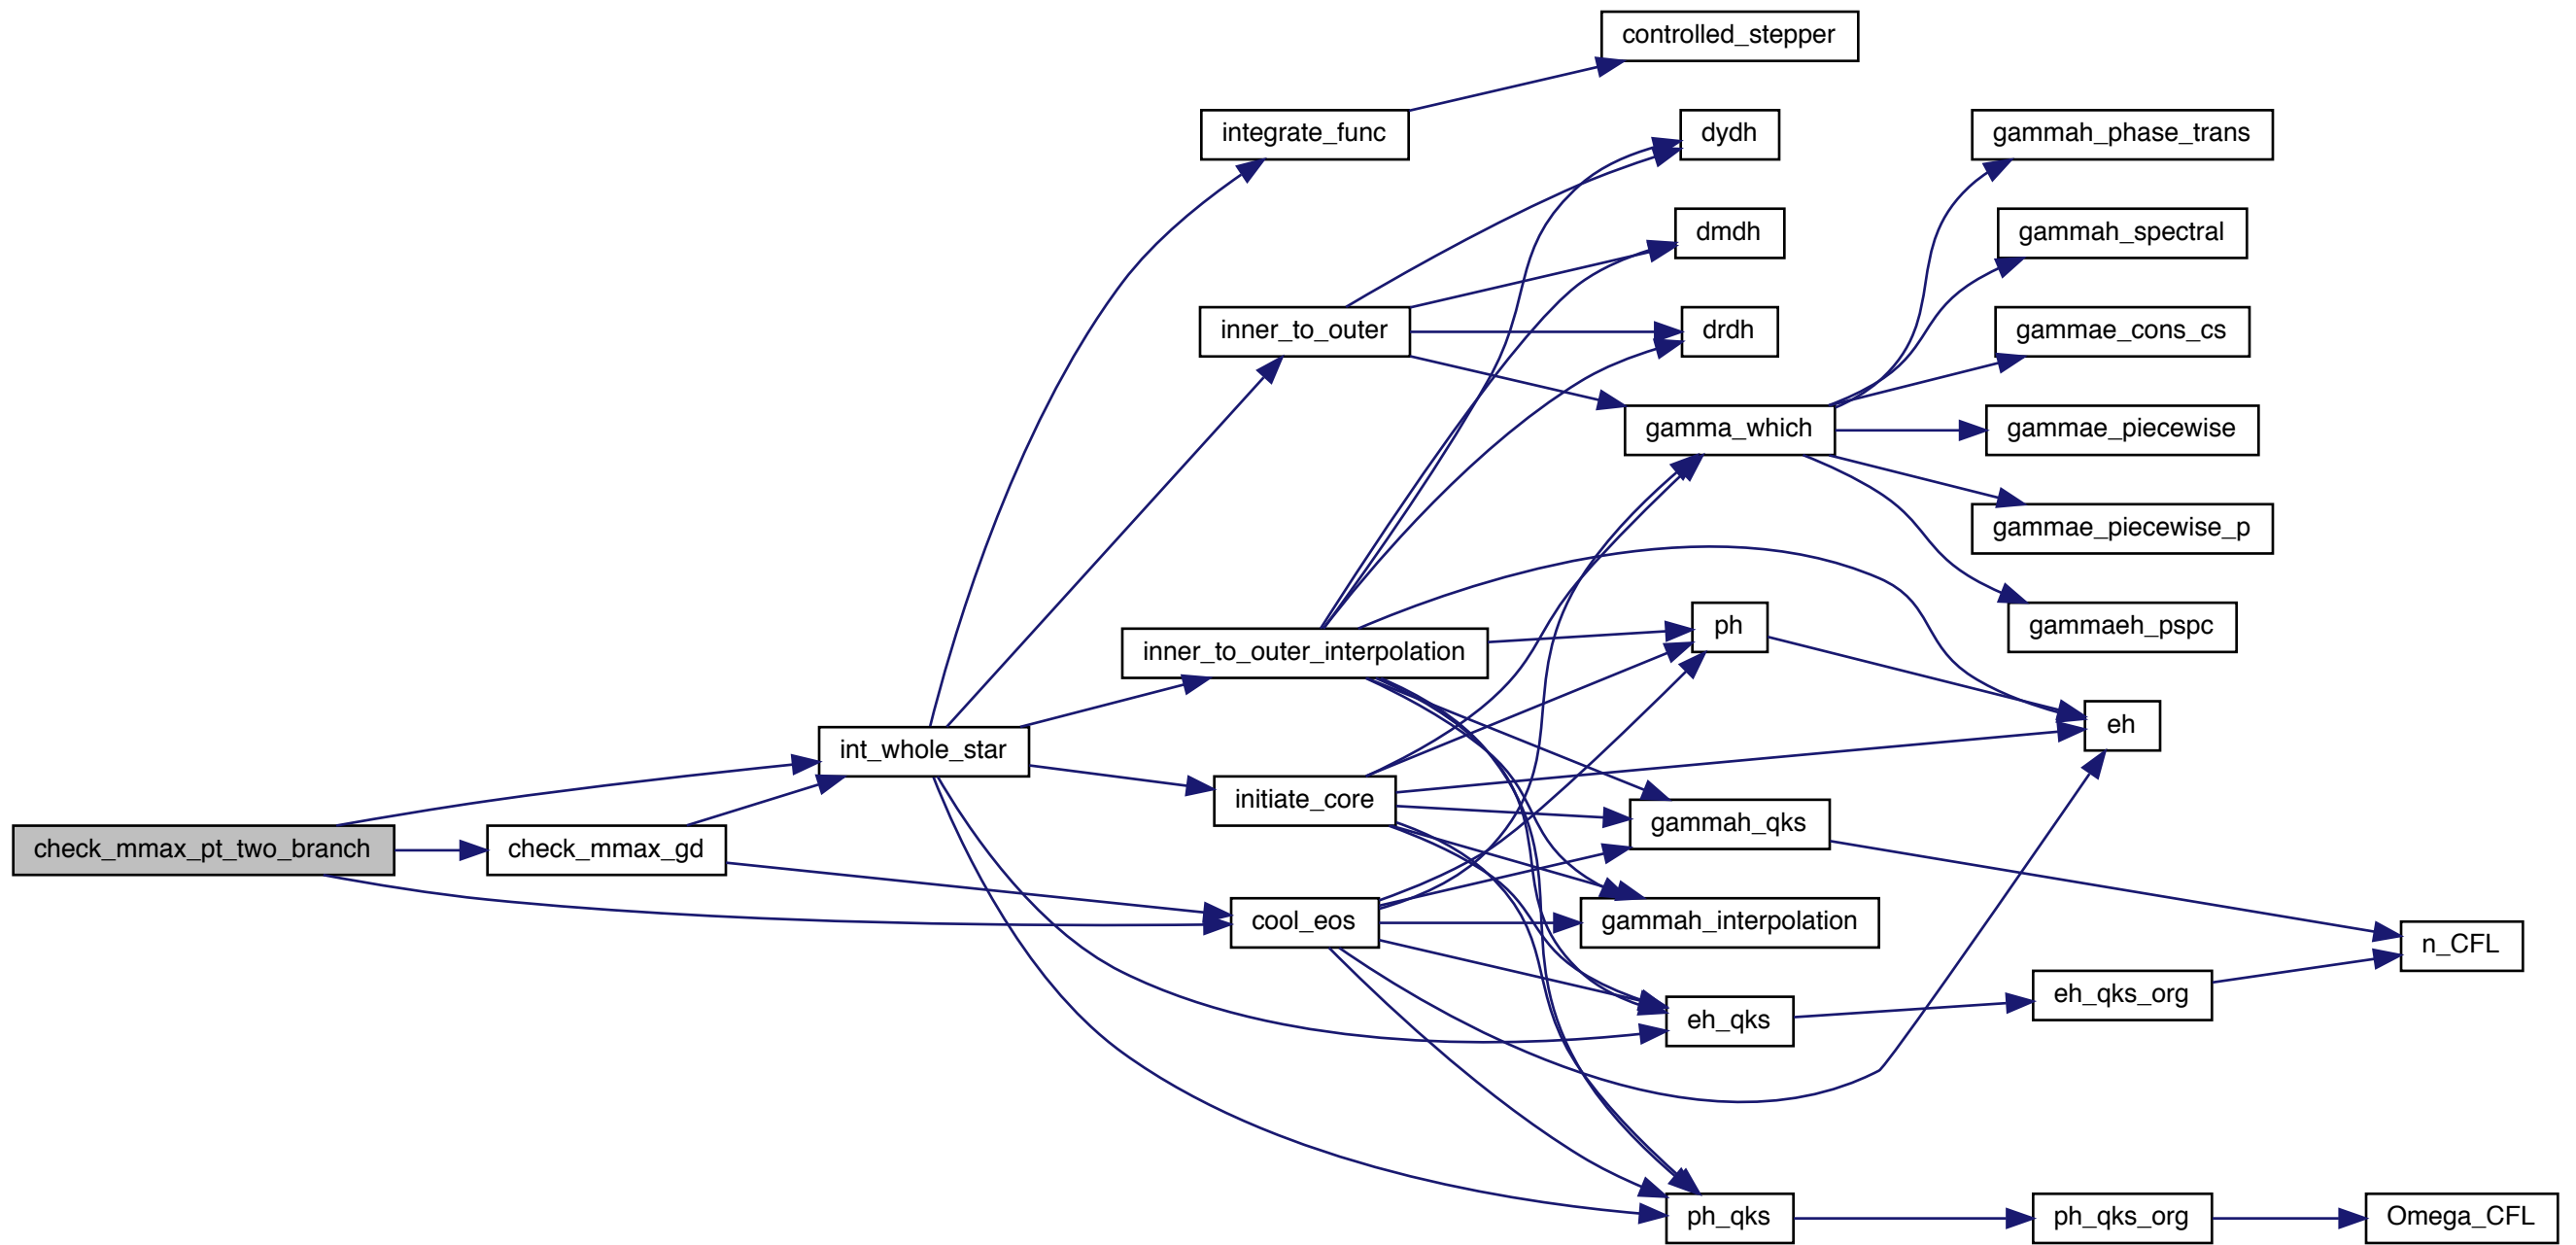 controlled_stepper
integrate_func
dydh
gammah_phase_trans
dmdh
gammah_spectral
inner_to_outer
drdh
gammae_cons_cs
gamma_which
gammae_piecewise
gammae_piecewise_p
inner_to_outer_interpolation
ph
gammaeh_pspc
int_whole_star
eh
initiate_core
gammah_qks
check_mmax_pt_two_branch
check_mmax_gd
cool_eos
gammah_interpolation
n_CFL
eh_qks
eh_qks_org
ph_qks
ph_qks_org
Omega_CFL